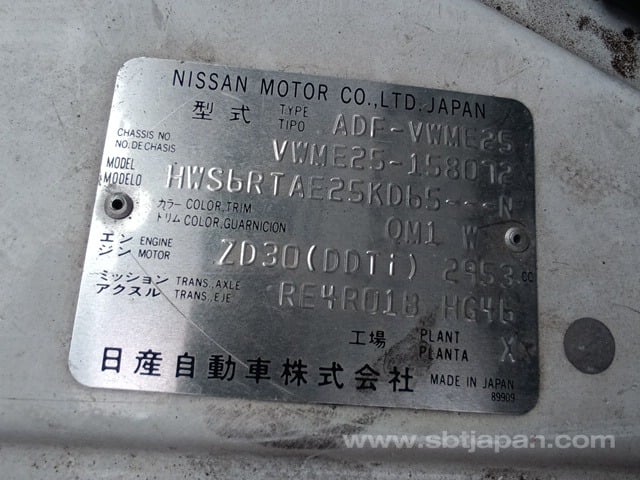 NISSAN MOTOR CO.,LTD.JAPAN
型式 TYPE TIPO ADF-VWME25
CHASSIS NO NO.DE CHASIS VWME25-158072
MODEL MODELO HWS6RTAE25KD65---N
カラー COLOR,TRIM トリム COLOR,GUARNICION QM1 W
エンジン ENGINE MOTOR ZD30(DDTi) 2953 CC
ミッション アクスル TRANS.,AXLE TRANS.,EJE RE4R01B HG46
工場 PLANT PLANTA X
日産自動車株式会社 MADE IN JAPAN
89909
www.sbtjapan.com